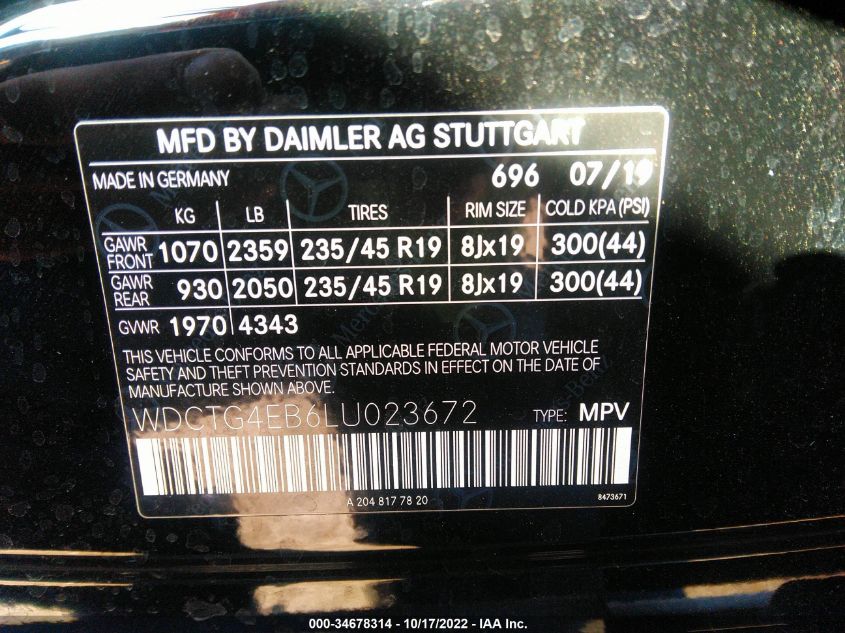 MFD BY DAIMLER AG STUTTGART
MADE IN GERMANY 696 07/19
KG LB TIRES RIM SIZE COLD KPA (PSI)
GAWR FRONT 1070 2359 235/45 R19 8Jx19 300(44)
GAWR REAR 930 2050 235/45 R19 8Jx19 300(44)
GVWR 1970 4343
THIS VEHICLE CONFORMS TO ALL APPLICABLE FEDERAL MOTOR VEHICLE
SAFETY AND THEFT PREVENTION STANDARDS IN EFFECT ON THE DATE OF
MANUFACTURE SHOWN ABOVE.
WDCTG4EB6LU023672 TYPE: MPV
A 204 817 78 20 8473671
000-34678314 - 10/17/2022 - IAA Inc.